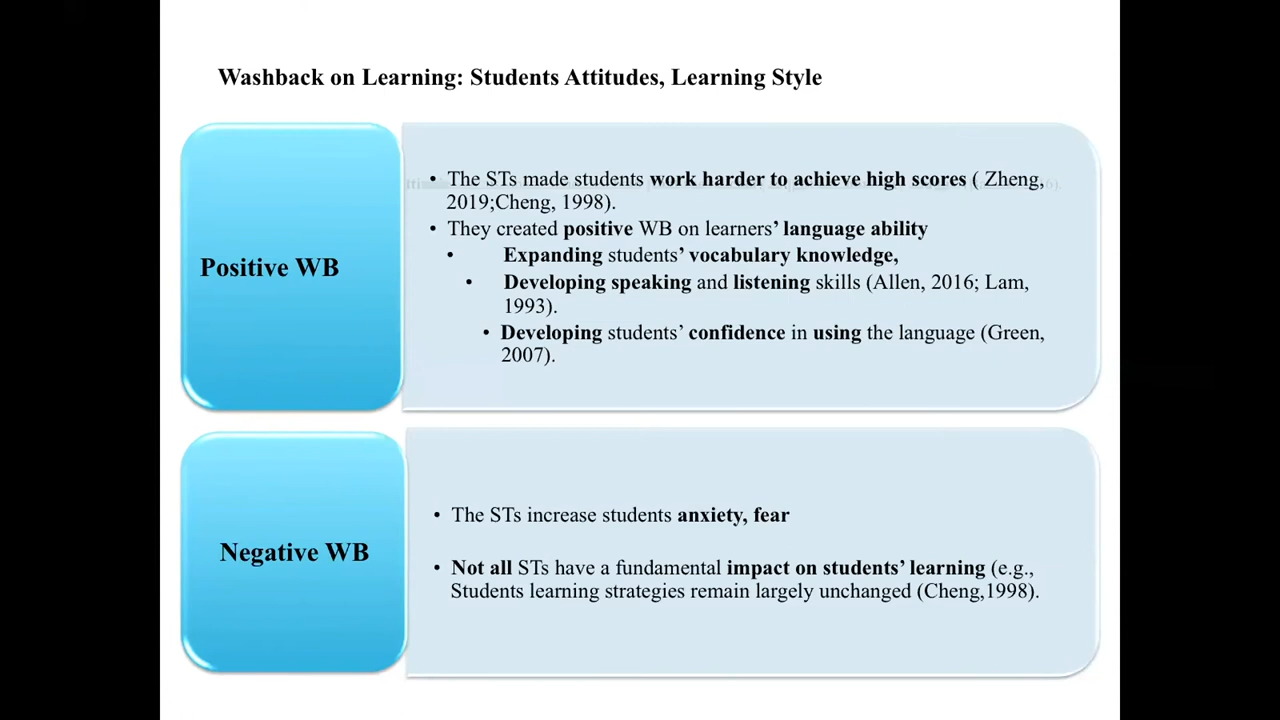 Washback on Learning: Students Attitudes, Learning Style
Positive WB
• The STs made students work harder to achieve high scores ( Zheng,
2019;Cheng, 1998).
• They created positive WB on learners’ language ability
• Expanding students’ vocabulary knowledge,
• Developing speaking and listening skills (Allen, 2016; Lam,
1993).
• Developing students’ confidence in using the language (Green,
2007).
Negative WB
• The STs increase students anxiety, fear
• Not all STs have a fundamental impact on students’ learning (e.g.,
Students learning strategies remain largely unchanged (Cheng,1998).